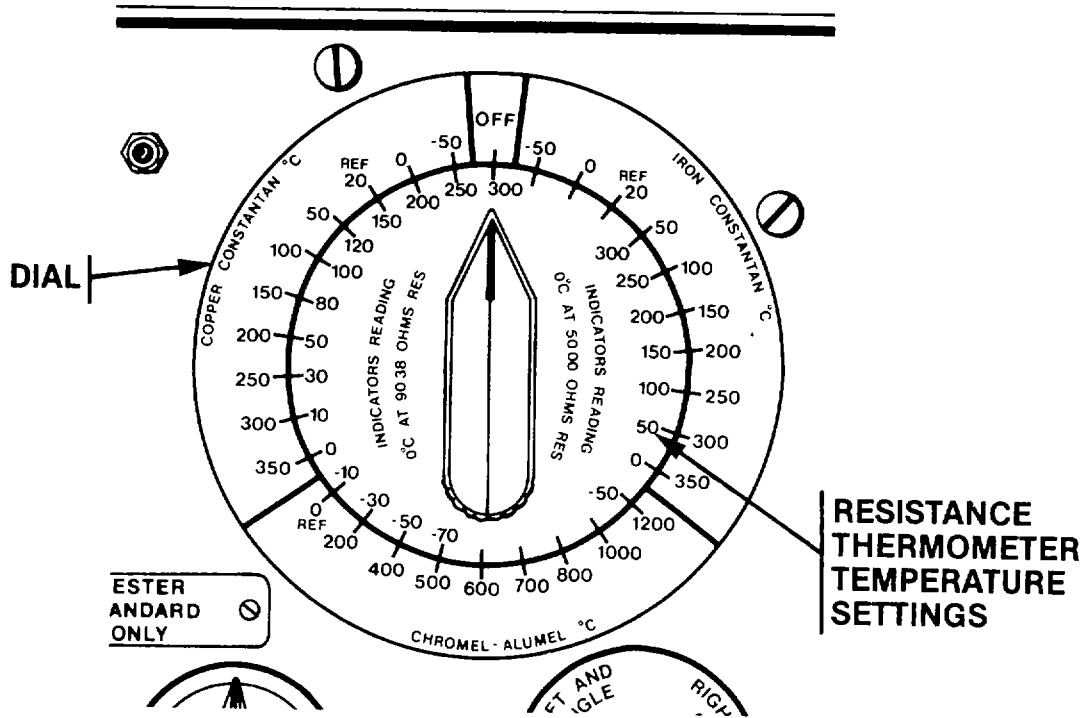 OFF
COPPER CONSTANTAN °C
-50
0
REF
20
50
100
150
200
250
300
350
IRON CONSTANTAN °C
-50
0
REF
20
50
100
150
200
250
300
350
CHROMEL - ALUMEL °C
0
REF
200
400
500
600
700
800
1000
1200
250
200
150
120
100
80
50
30
10
0
-10
-30
-50
-70
300
300
250
200
150
100
50
0
-50
INDICATORS READING
0°C AT 90 38 OHMS RES
INDICATORS READING
0°C AT 50 00 OHMS RES
DIAL
RESISTANCE
THERMOMETER
TEMPERATURE
SETTINGS
ESTER
ANDARD
ONLY
FT AND
GLE
RIGH